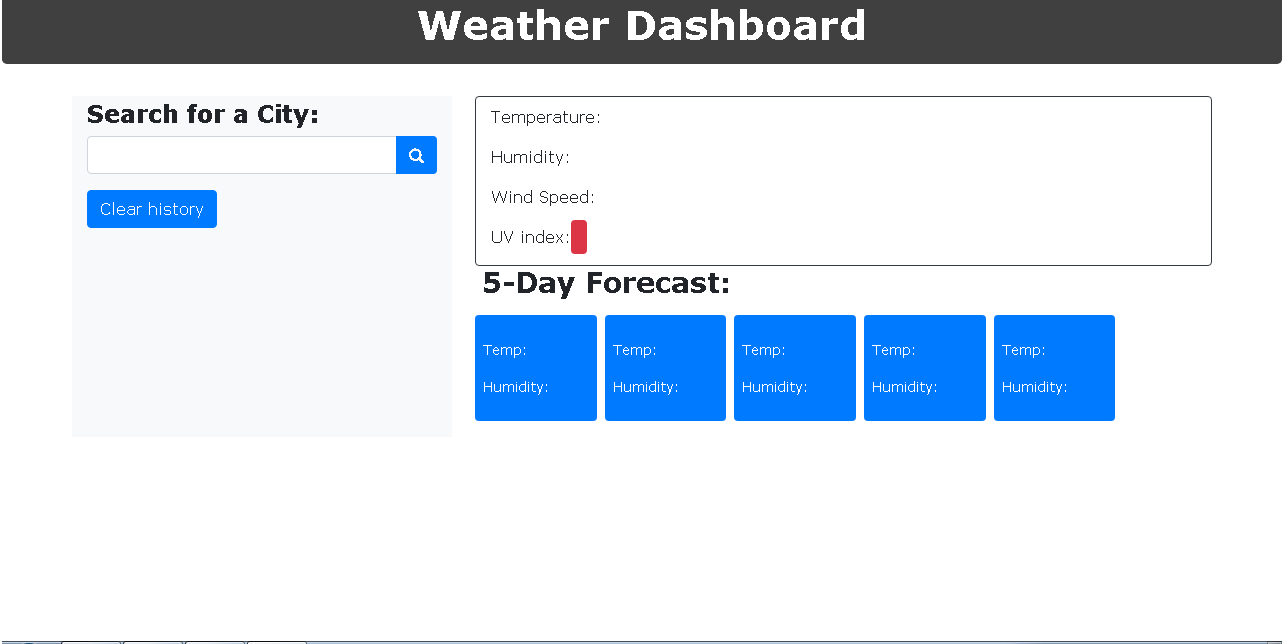 Weather Dashboard
Search for a City:
Clear history
Temperature:
Humidity:
Wind Speed:
UV index:
5-Day Forecast:
Temp: Temp: Temp: Temp: Temp:
Humidity: Humidity: Humidity: Humidity: Humidity: